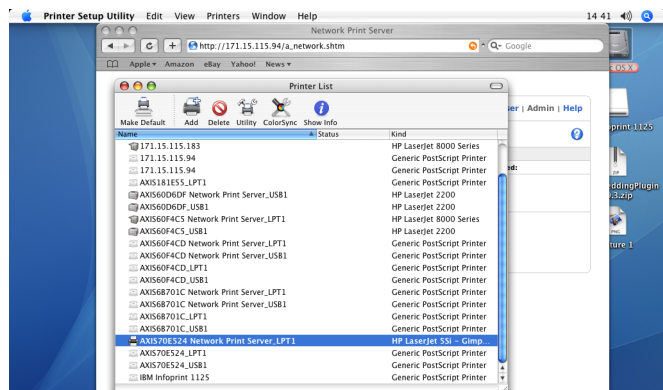 Printer Setup Utility Edit View Printers Window Help 14 41
Network Print Server
http://171.15.115.94/a_network.shtm Q- Google
Apple Amazon eBay Yahoo! News
Printer List
Make Default Add Delete Utility ColorSync Show Info
Name Status Kind
171.15.115.183 HP LaserJet 8000 Series
171.15.115.94 Generic PostScript Printer
171.15.115.94 Generic PostScript Printer
AXIS181E55_LPT1 Generic PostScript Printer
AXIS60D6DF Network Print Server_USB1 HP LaserJet 2200
AXIS60D6DF_USB1 HP LaserJet 2200
AXIS60F4C5 Network Print Server_LPT1 HP LaserJet 8000 Series
AXIS60F4C5_USB1 HP LaserJet 2200
AXIS60F4CD Network Print Server_LPT1 Generic PostScript Printer
AXIS60F4CD Network Print Server_USB1 Generic PostScript Printer
AXIS60F4CD_LPT1 Generic PostScript Printer
AXIS60F4CD_USB1 Generic PostScript Printer
AXIS6B701C Network Print Server_LPT1 Generic PostScript Printer
AXIS6B701C Network Print Server_USB1 Generic PostScript Printer
AXIS6B701C_LPT1 Generic PostScript Printer
AXIS6B701C_USB1 Generic PostScript Printer
AXIS70E524 Network Print Server_LPT1 HP LaserJet 5Si - Gimp...
AXIS70E524_LPT1 Generic PostScript Printer
AXIS70E524_USB1 Generic PostScript Printer
IBM Infoprint 1125 Generic PostScript Printer
ser | Admin | Help
ed:
OS X
oprint 1125
ZIP
eddingPlugin
.3.zip
PNG
ture 1